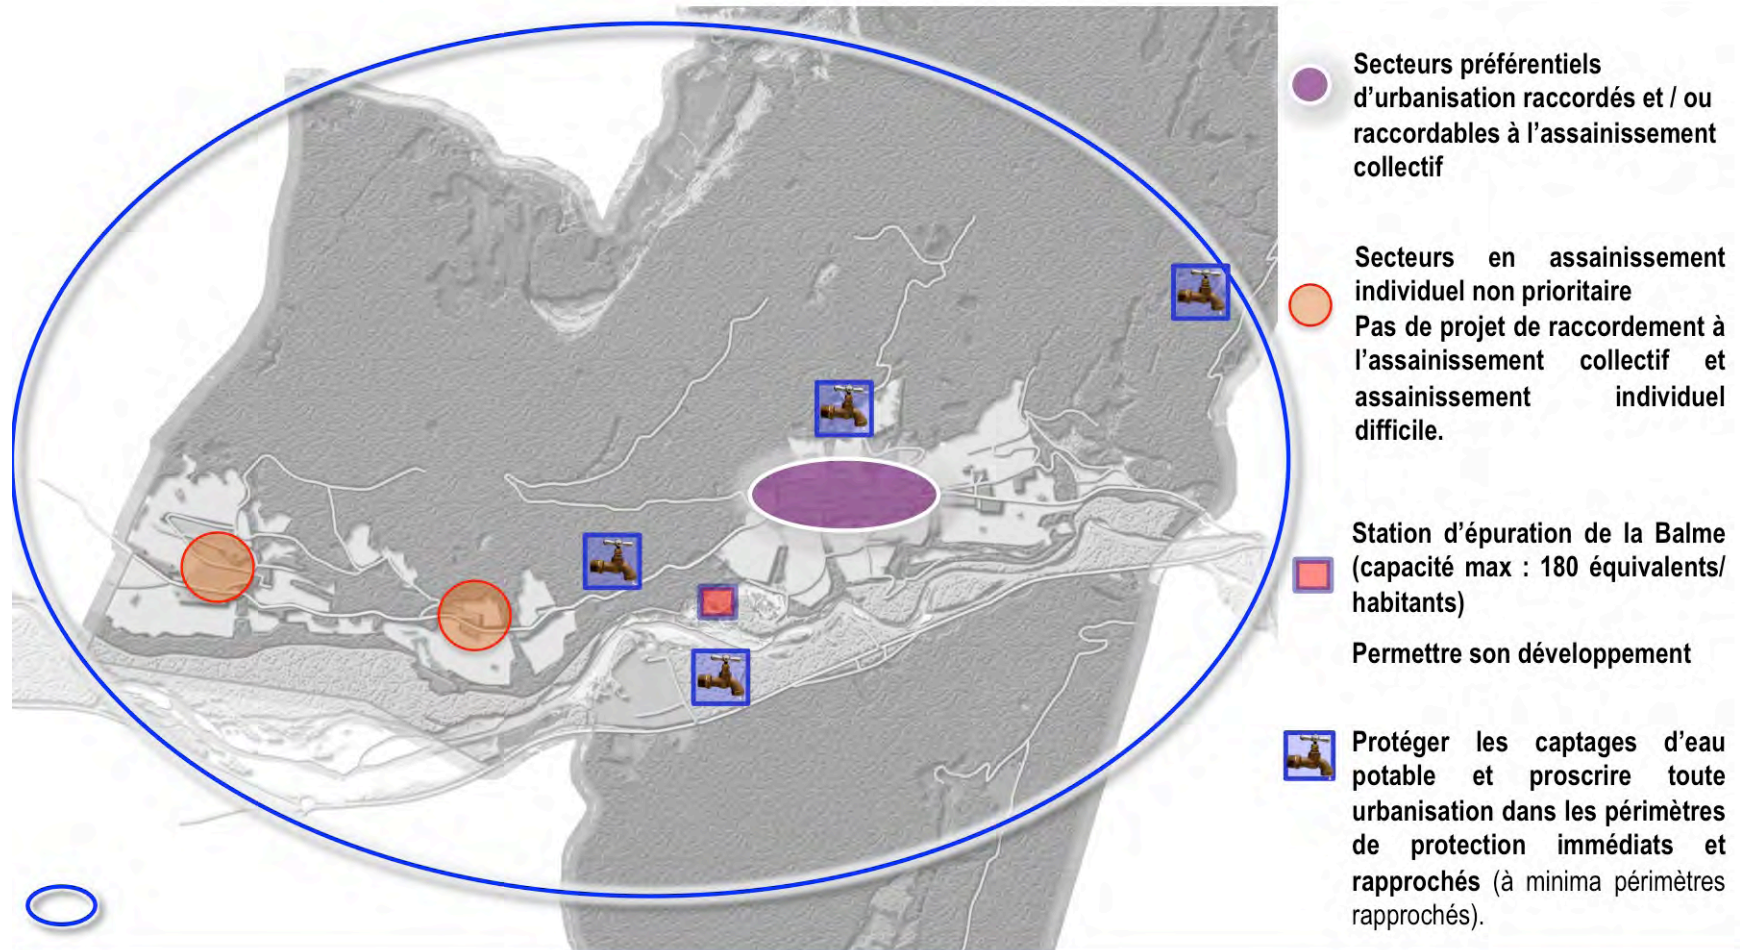 Secteurs préférentiels
d'urbanisation raccordés et / ou
raccordables à l'assainissement
collectif
Secteurs en assainissement
individuel non prioritaire
Pas de projet de raccordement à
l'assainissement collectif et
assainissement individuel
difficile.
Station d'épuration de la Balme
(capacité max : 180 équivalents/
habitants)
Permettre son développement
Protéger les captages d'eau
potable et proscrire toute
urbanisation dans les périmètres
de protection immédiats et
rapprochés (à minima périmètres
rapprochés).